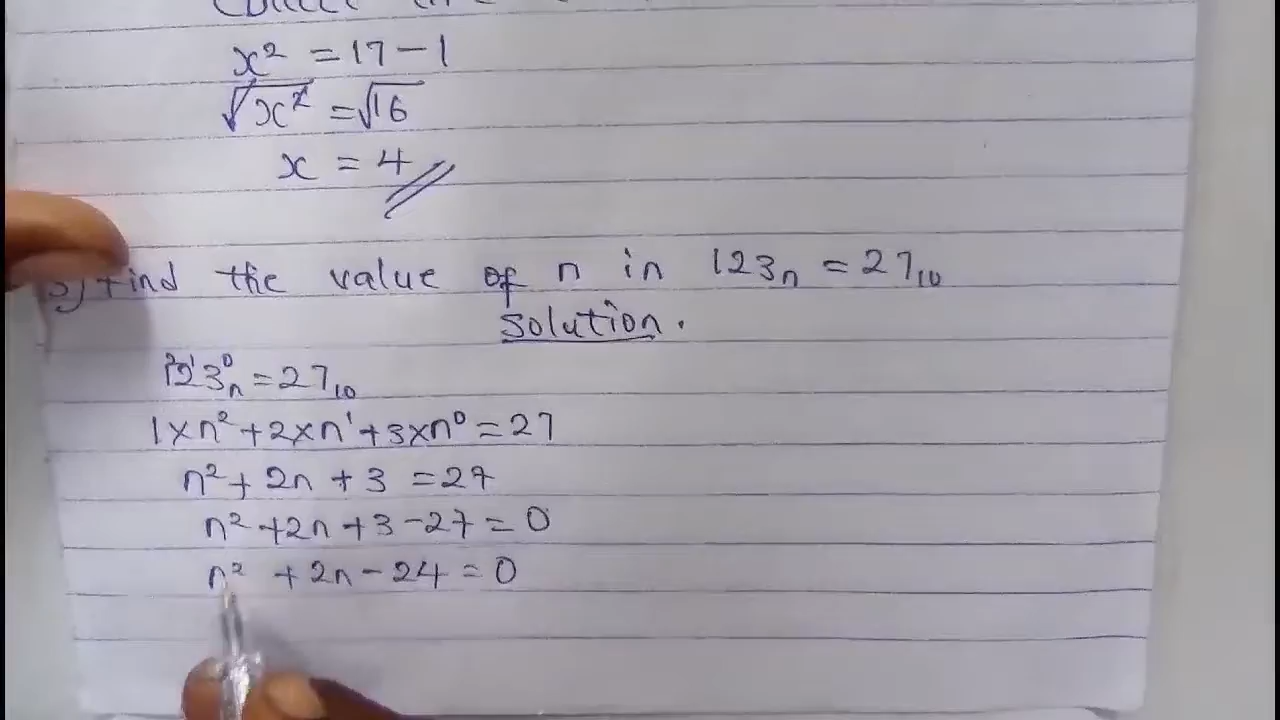 x² = 17 - 1
√x² = √16
x = 4
Find the value of n in 123ₙ = 27₁₀
Solution.
1²2¹3⁰ₙ = 27₁₀
1×n² + 2×n¹ + 3×n⁰ = 27
n² + 2n + 3 = 27
n² + 2n + 3 - 27 = 0
n² + 2n - 24 = 0